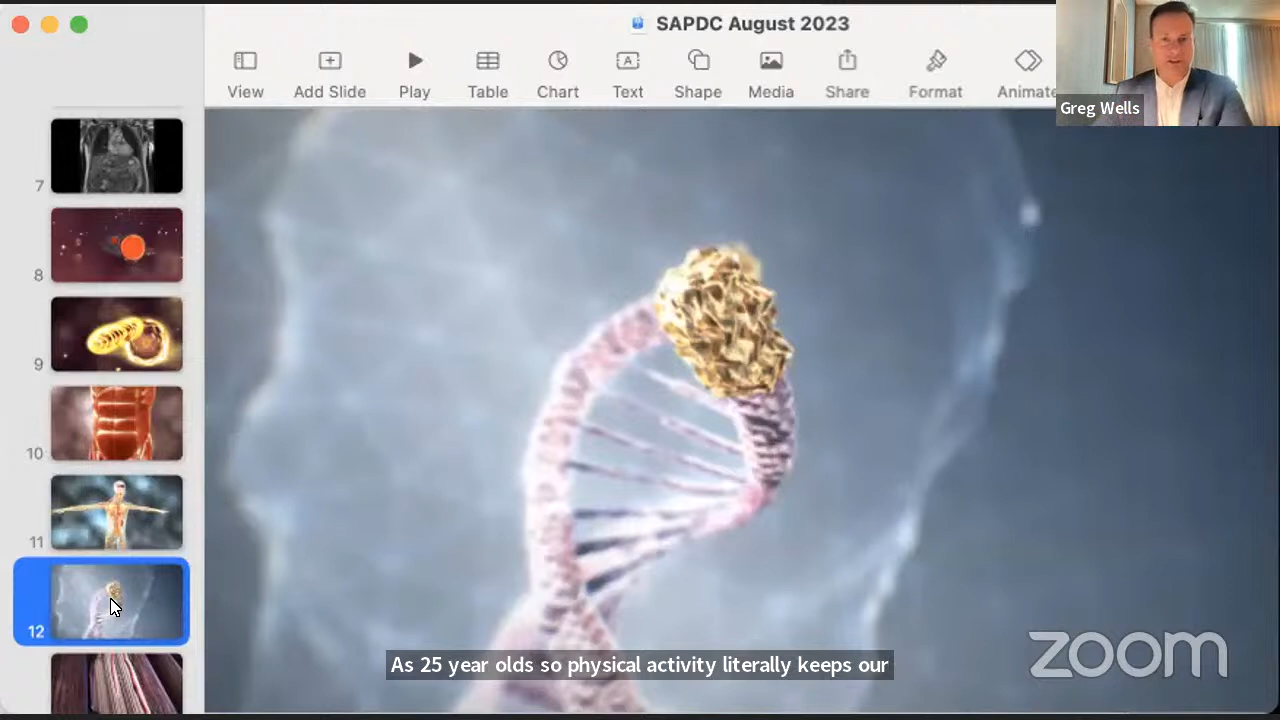 SAPDC August 2023
View Add Slide Play Table Chart Text Shape Media Share Format Animate
Greg Wells
7
8
9
10
11
12
As 25 year olds so physical activity literally keeps our
zoom